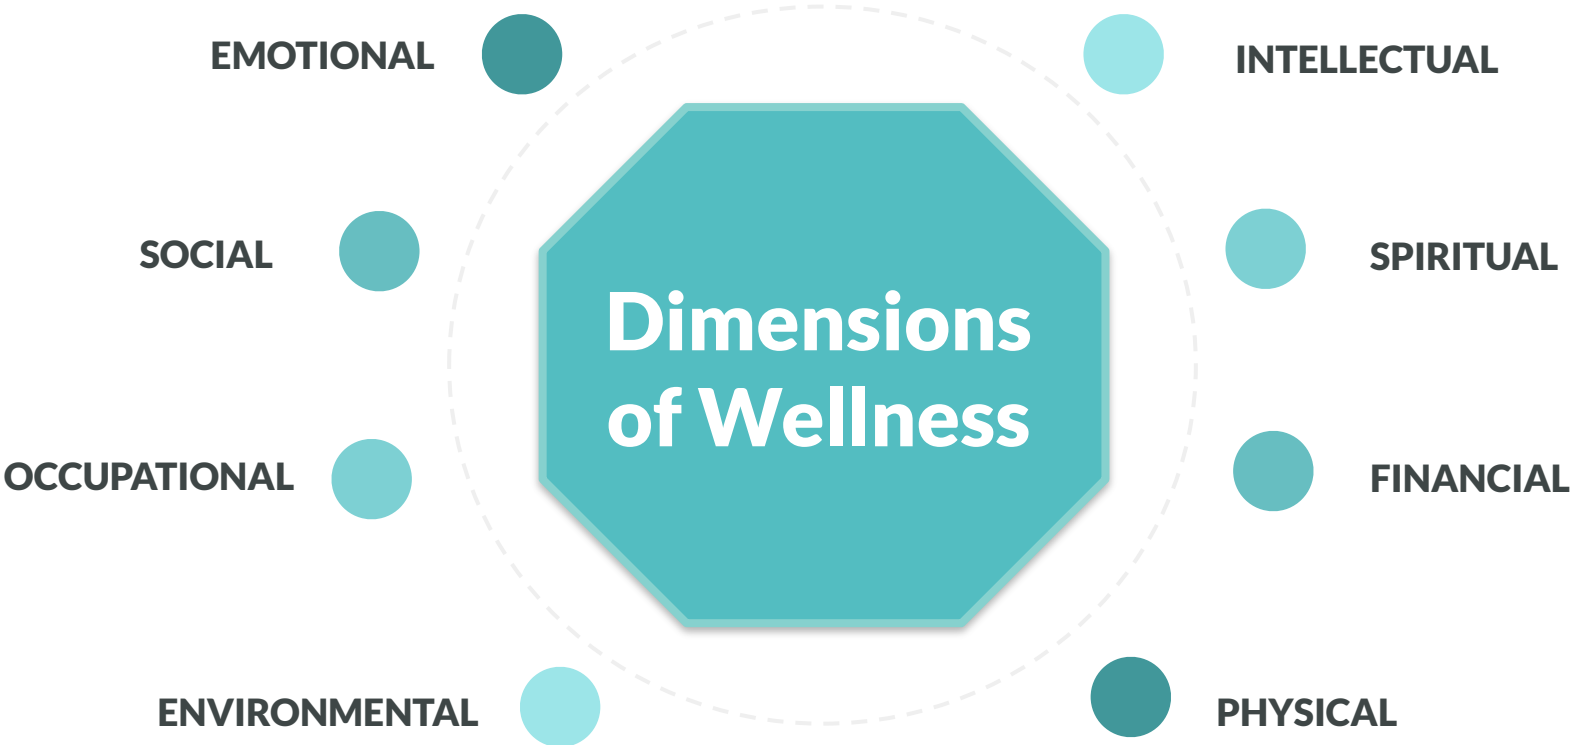 EMOTIONAL
INTELLECTUAL
SOCIAL
SPIRITUAL
Dimensions
of Wellness
OCCUPATIONAL
FINANCIAL
ENVIRONMENTAL
PHYSICAL